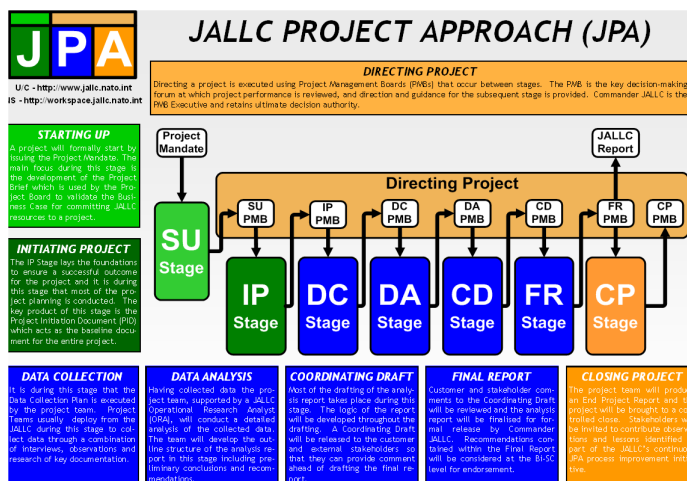 JPA
JALLC PROJECT APPROACH (JPA)
U/C - http://www.jallc.nato.int
IS - http://workspace.jallc.nato.int
DIRECTING PROJECT
Directing a project is executed using Project Management Boards (PMBs) that occur between stages. The PMB is the key decision-making
forum at which project performance is reviewed, and direction and guidance for the subsequent stage is provided. Commander JALLC is the
PMB Executive and retains ultimate decision authority.
STARTING UP
A project will formally start by
issuing the Project Mandate. The
main focus during this stage is
the development of the Project
Brief which is used by the Pro-
ject Board to validate the Busi-
ness Case for committing JALLC
resources to a project.
INITIATING PROJECT
The IP Stage lays the foundations
to ensure a successful outcome
for the project and it is during
this stage that most of the pro-
ject planning is conducted. The
key product of this stage is the
Project Initiation Document (PID)
which acts as the baseline docu-
ment for the entire project.
Project
Mandate
JALLC
Report
Directing Project
SU
PMB
IP
PMB
DC
PMB
DA
PMB
CD
PMB
FR
PMB
CP
PMB
SU
Stage
IP
Stage
DC
Stage
DA
Stage
CD
Stage
FR
Stage
CP
Stage
DATA COLLECTION
It is during this stage that the
Data Collection Plan is executed
by the project team. Project
Teams usually deploy from the
JALLC during this stage to col-
lect data through a combination
of interviews, observations and
research of key documentation.
DATA ANALYSIS
Having collected data the pro-
ject team, supported by a JALLC
Operational Research Analyst
(ORA), will conduct a detailed
analysis of the collected data.
The team will develop the out-
line structure of the analysis re-
port in this stage including pre-
liminary conclusions and recom-
mendations.
COORDINATING DRAFT
Most of the drafting of the analy-
sis report takes place during this
stage. The logic of the report
will be developed throughout the
drafting. A Coordinating Draft
will be released to the customer
and external stakeholders so
that they can provide comment
ahead of drafting the final re-
port.
FINAL REPORT
Customer and stakeholder com-
ments to the Coordinating Draft
will be reviewed and the analysis
report will be finalised for for-
mal release by Commander
JALLC. Recommendations con-
tained within the Final Report
will be considered at the Bi-SC
level for endorsement.
CLOSING PROJECT
The project team will produ
an End Project Report and t
project will be brought to a co
trolled close. Stakeholders w
be invited to contribute observ
tions and lessons identified
part of the JALLC's continuo
JPA process improvement init
tive.